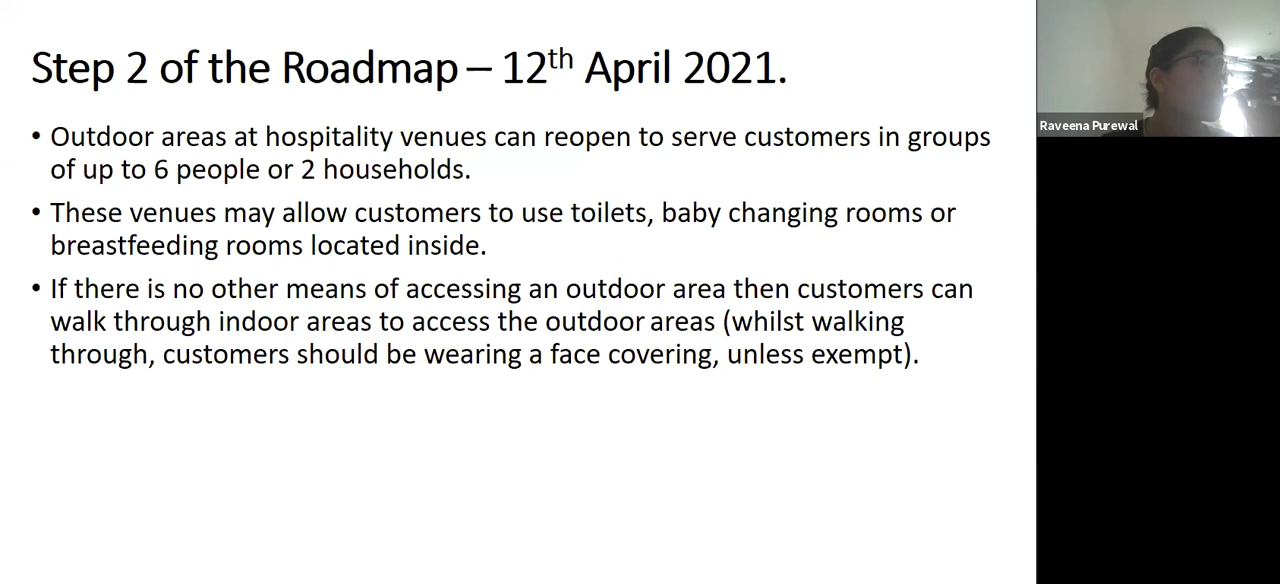 Step 2 of the Roadmap – 12th April 2021.
• Outdoor areas at hospitality venues can reopen to serve customers in groups
of up to 6 people or 2 households.
• These venues may allow customers to use toilets, baby changing rooms or
breastfeeding rooms located inside.
• If there is no other means of accessing an outdoor area then customers can
walk through indoor areas to access the outdoor areas (whilst walking
through, customers should be wearing a face covering, unless exempt).
Raveena Purewal